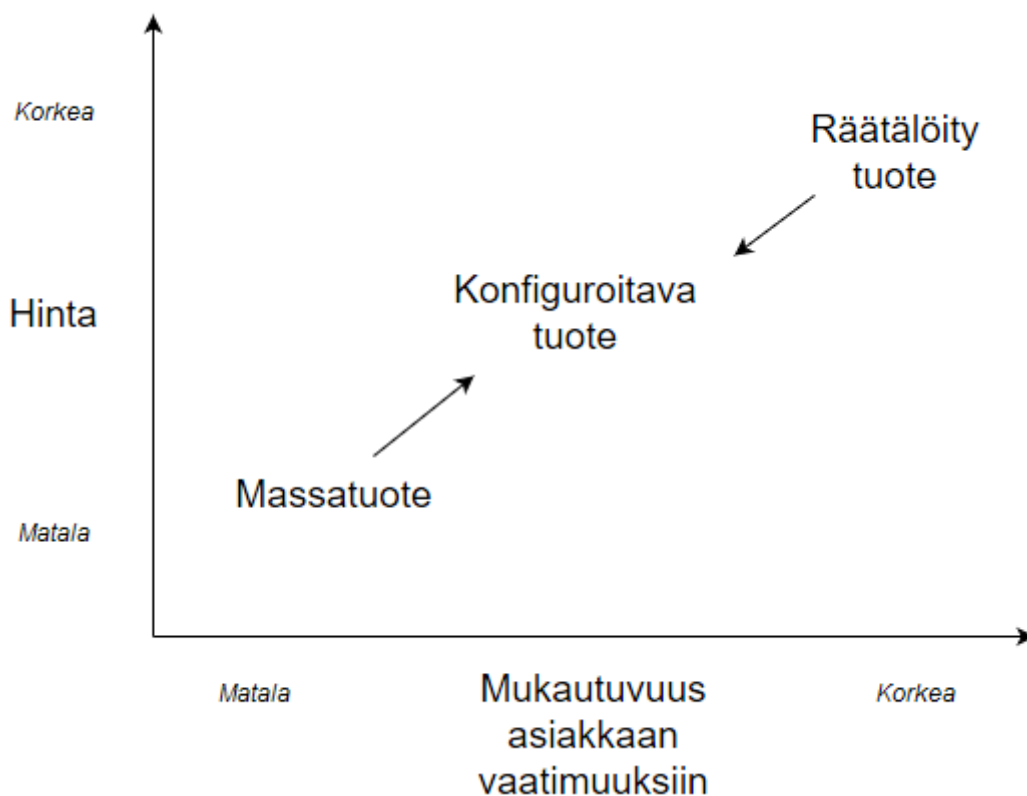 Korkea
Räätälöity
tuote
Hinta
Konfiguroitava
tuote
Massatuote
Matala
Matala
Mukautuvuus
asiakkaan
vaatimuuksiin
Korkea